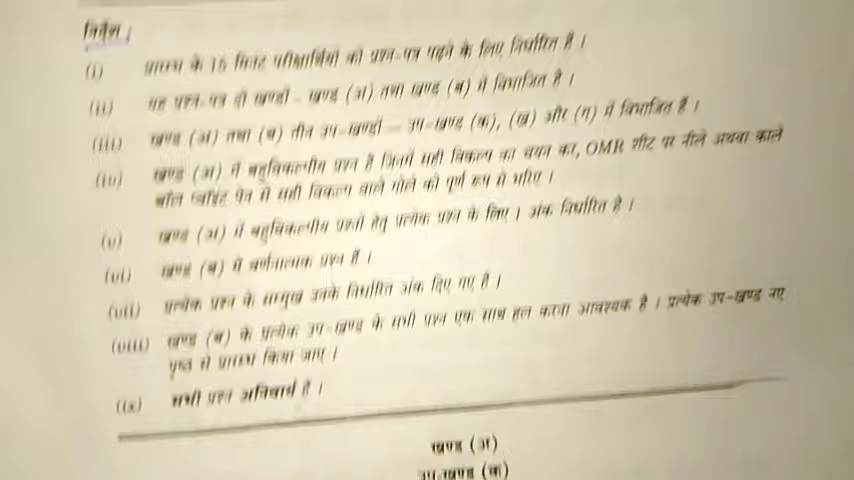 निर्देश :
(i) प्रारम्भ के 15 मिनट परीक्षार्थियों को प्रश्न-पत्र पढ़ने के लिए निर्धारित हैं ।
(ii) यह प्रश्न-पत्र दो खण्डों - खण्ड (अ) तथा खण्ड (ब) में विभाजित है ।
(iii) खण्ड (अ) तथा (ब) तीन उप-खण्डों – उप-खण्ड (क), (ख) और (ग) में विभाजित हैं ।
(iv) खण्ड (अ) में बहुविकल्पीय प्रश्न हैं जिनमें सही विकल्प का चयन कर, OMR शीट पर नीले अथवा काले
बॉल प्वॉइंट पेन से सही विकल्प वाले गोले को पूर्ण रूप से भरिए ।
(v) खण्ड (अ) में बहुविकल्पीय प्रश्नों हेतु प्रत्येक प्रश्न के लिए 1 अंक निर्धारित है ।
(vi) खण्ड (ब) में वर्णनात्मक प्रश्न हैं ।
(vii) प्रत्येक प्रश्न के सम्मुख उनके निर्धारित अंक दिए गए हैं ।
(viii) खण्ड (ब) के प्रत्येक उप-खण्ड के सभी प्रश्न एक साथ हल करना आवश्यक है । प्रत्येक उप-खण्ड नए
पृष्ठ से प्रारम्भ किया जाए ।
(ix) सभी प्रश्न अनिवार्य हैं ।
खण्ड (अ)
उप-खण्ड (क)